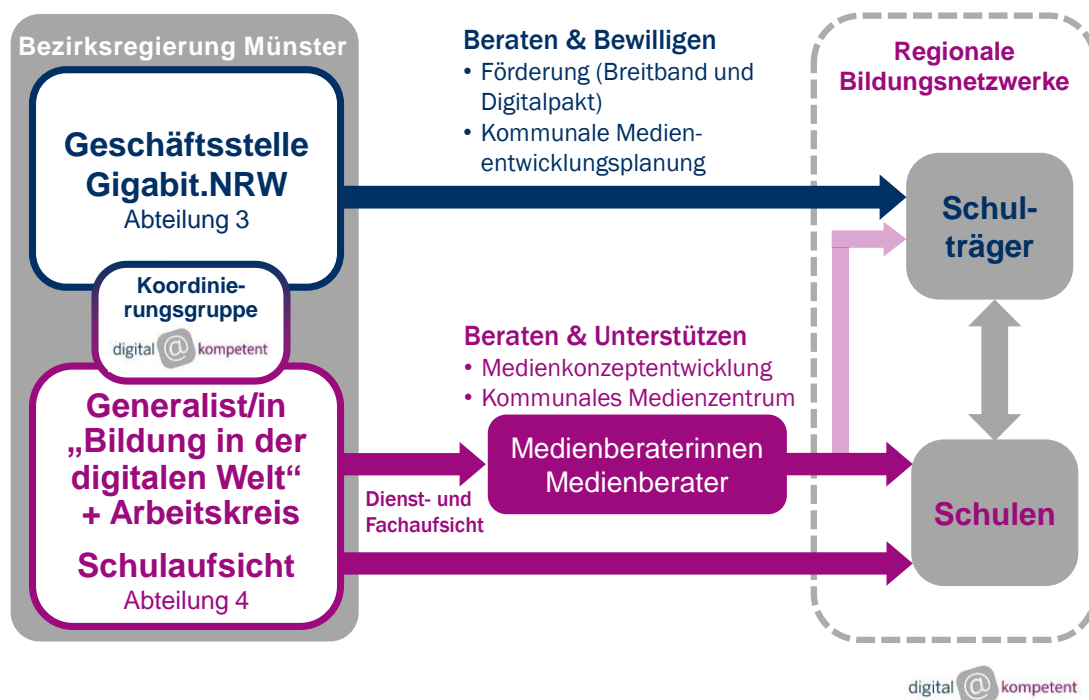 Bezirksregierung Münster
Geschäftsstelle
Gigabit.NRW
Abteilung 3
Koordinie-
rungsgruppe
digital @ kompetent
Generalist/in
„Bildung in der
digitalen Welt“
+ Arbeitskreis
Schulaufsicht
Abteilung 4
Beraten & Bewilligen
• Förderung (Breitband und
Digitalpakt)
• Kommunale Medien-
entwicklungsplanung
Beraten & Unterstützen
• Medienkonzeptentwicklung
• Kommunales Medienzentrum
Medienberaterinnen
Medienberater
Dienst- und
Fachaufsicht
Regionale
Bildungsnetzwerke
Schul-
träger
Schulen
digital @ kompetent